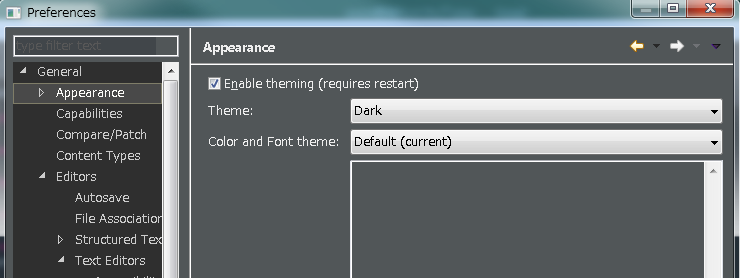 Preferences
type filter text
Appearance
General
Appearance
Capabilities
Compare/Patch
Content Types
Editors
Autosave
File Association
Structured Tex
Text Editors
Enable theming (requires restart)
Theme: Dark
Color and Font theme: Default (current)